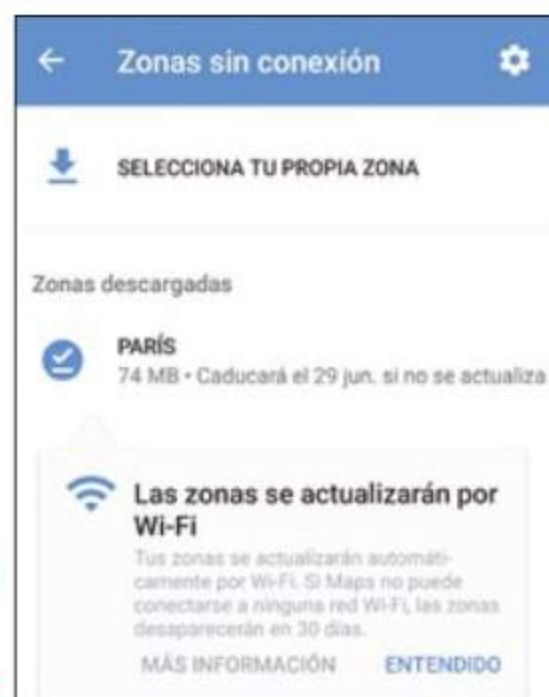 Zonas sin conexión
SELECCIONA TU PROPIA ZONA
Zonas descargadas
PARÍS
74 MB • Caducará el 29 jun. si no se actualiza
Las zonas se actualizarán por
Wi-Fi
Tus zonas se actualizarán automáti-
camente por Wi-Fi. Si Maps no puede
conectarse a ninguna red Wi-Fi, las zonas
desaparecerán en 30 días.
MÁS INFORMACIÓN ENTENDIDO